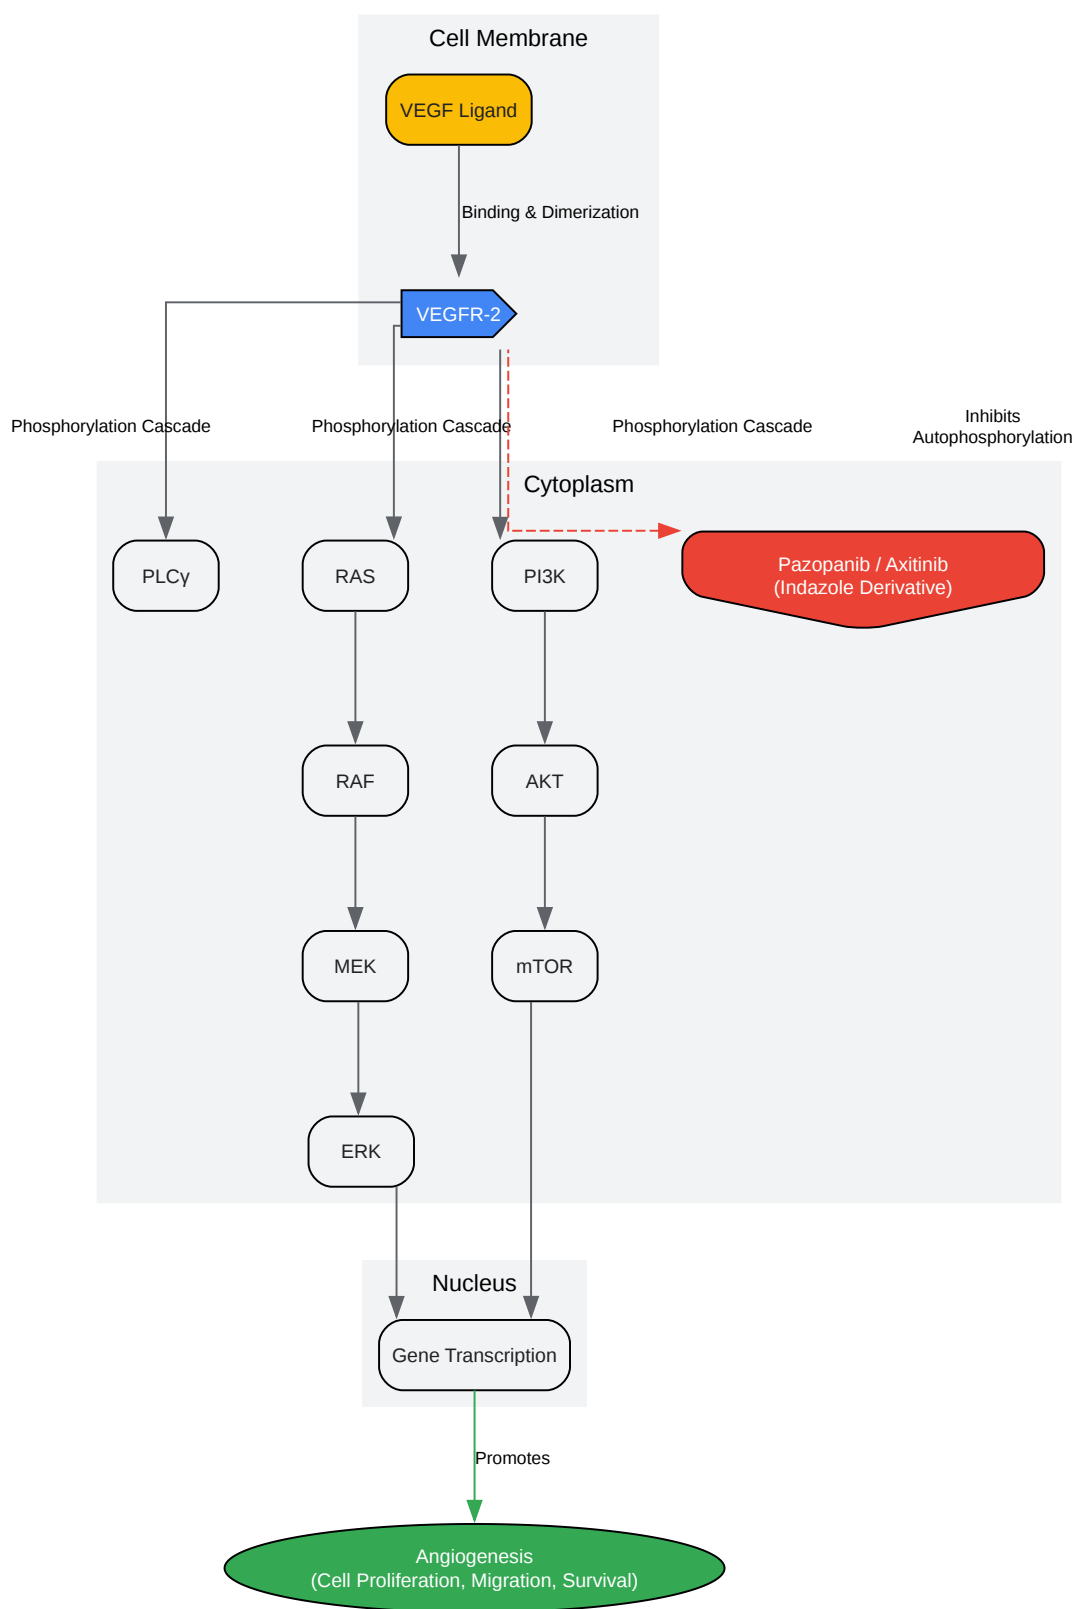 Cell Membrane
VEGF Ligand
Binding & Dimerization
VEGFR-2
Phosphorylation Cascade
Phosphorylation Cascade
Phosphorylation Cascade
Inhibits
Autophosphorylation
Cytoplasm
PLCγ
RAS
PI3K
Pazopanib / Axitinib
(Indazole Derivative)
RAF
AKT
MEK
mTOR
ERK
Nucleus
Gene Transcription
Promotes
Angiogenesis
(Cell Proliferation, Migration, Survival)